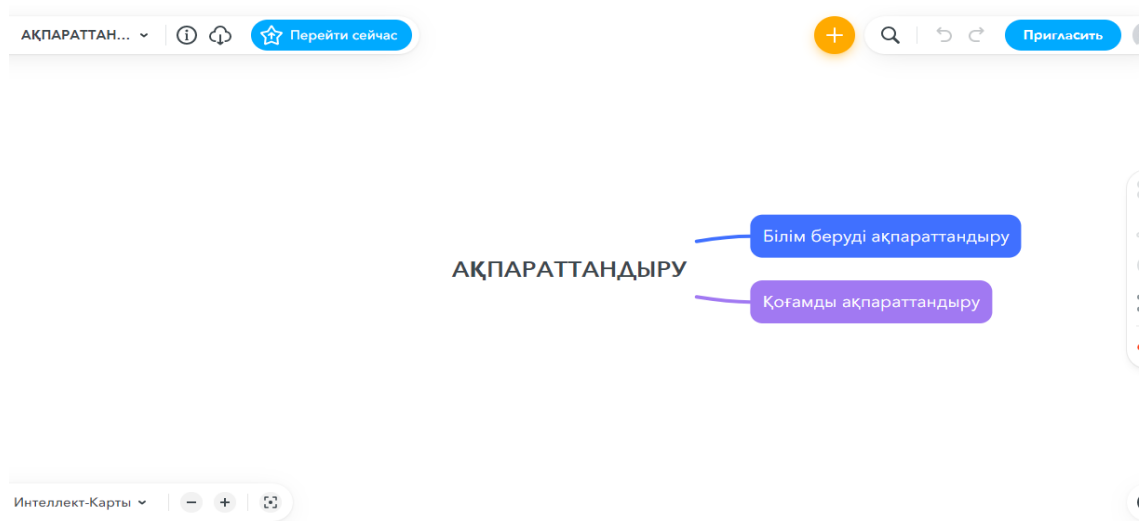 АҚПАРАТТАН...
Перейти сейчас
Пригласить
Білім беруді ақпараттандыру
АҚПАРАТТАНДЫРУ
Қоғамды ақпараттандыру
Интеллект-Карты